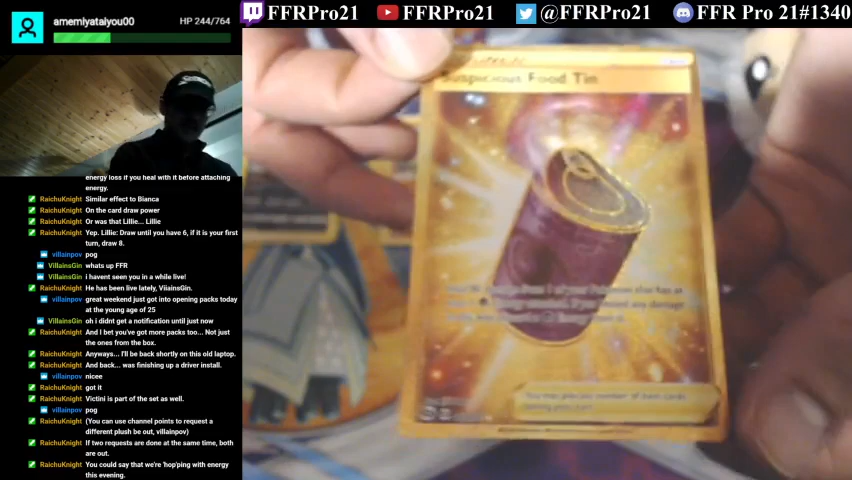 amemlyatalyou00
HP 244/764
FFRPro21
FFRPro21
@FFRPro21
FFR Pro 21#1340
Suspicious Food Tin
energy loss if you heal with it before attaching
energy.
RaichuKnight Similar effect to Bianca
RaichuKnight On the card draw power
RaichuKnight Or was that Lillie... Lillie
RaichuKnight Yep. Lillie: Draw until you have 6, if it is your first
turn, draw 8.
villainpov pog
VillainsGin whats up FFR
VillainsGin i havent seen you in a while live!
RaichuKnight He has been live lately, ViiainsGin.
villainpov great weekend just got into opening packs today
at the young age of 25
VillainsGin oh i didnt get a notification until just now
RaichuKnight And I bet you've got more packs too... Not just
the ones from the box.
RaichuKnight Anyways... I'll be back shortly on this old laptop.
RaichuKnight And back... was finishing up a driver install.
villainpov nicee
RaichuKnight got it
RaichuKnight Victini is part of the set as well.
villainpov pog
RaichuKnight (You can use channel points to request a
different plush be out, villainpov)
RaichuKnight If two requests are done at the same time, both
are out.
RaichuKnight You could say that we're 'hop'ping with energy
this evening.